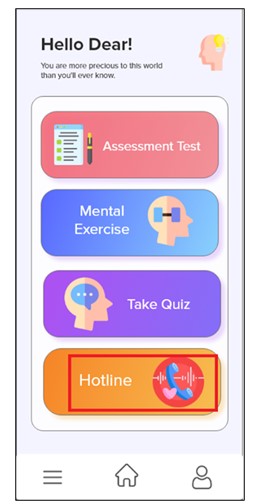 Hello Dear!
You are more precious to this world
than you'll ever know.
Assessment Test
Mental
Exercise
Take Quiz
Hotline